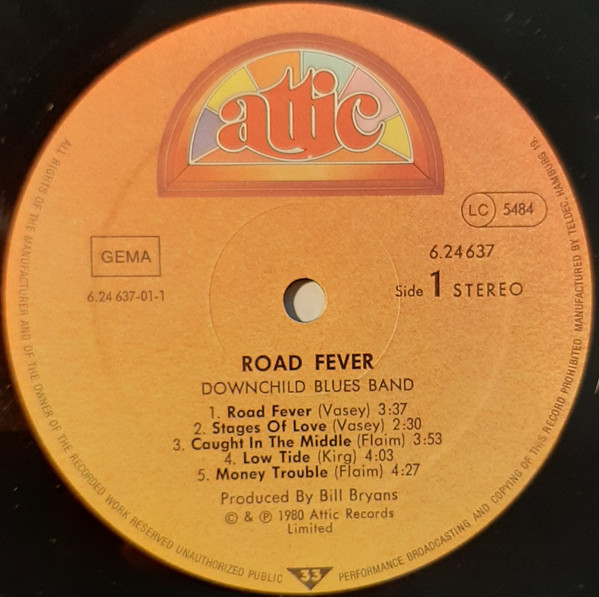 attic
LC 5484
GEMA
6.24637
6.24 637-01-1
Side 1 STEREO
ROAD FEVER
DOWNCHILD BLUES BAND
1. Road Fever (Vasey) 3:37
2. Stages Of Love (Vasey) 2:30
3. Caught In The Middle (Flaim) 3:53
4. Low Tide (Kirg) 4:03
5. Money Trouble (Flaim) 4:27
Produced By Bill Bryans
© & ℗ 1980 Attic Records
Limited
ALL RIGHTS OF THE MANUFACTURER AND OF THE OWNER OF THE RECORDED WORK RESERVED UNAUTHORIZED PUBLIC 33 PERFORMANCE BROADCASTING AND COPYING OF THIS RECORD PROHIBITED. MANUFACTURED BY TELDEC, HAMBURG 19.